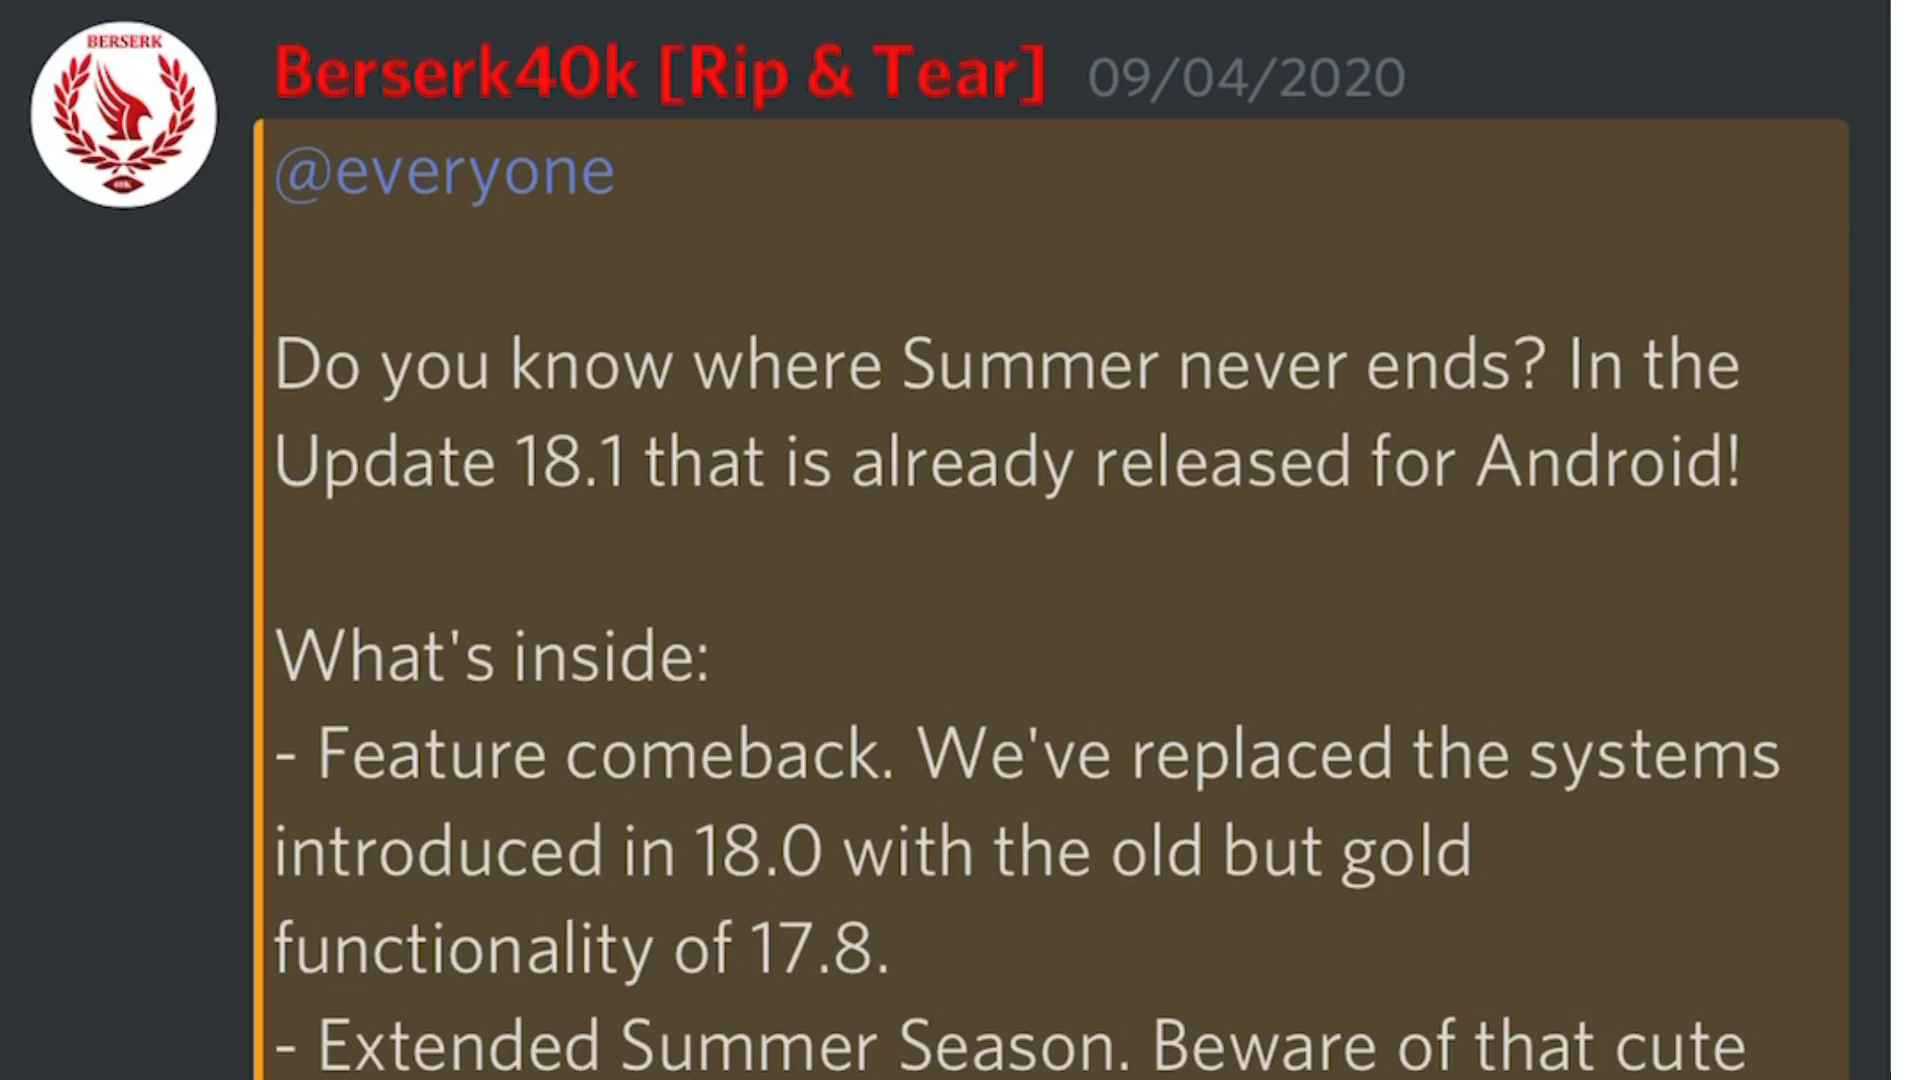 BERSERK
40K
Berserk40k [Rip & Tear] 09/04/2020
@everyone
Do you know where Summer never ends? In the
Update 18.1 that is already released for Android!
What's inside:
- Feature comeback. We've replaced the systems
introduced in 18.0 with the old but gold
functionality of 17.8.
- Extended Summer Season. Beware of that cute